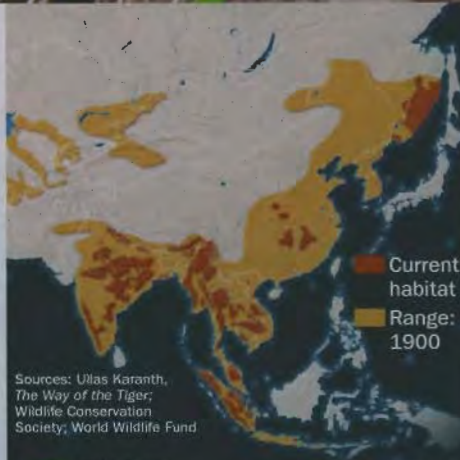 Current
habitat
Range:
1900
Sources: Ullas Karanth,
The Way of the Tiger;
Wildlife Conservation
Society; World Wildlife Fund